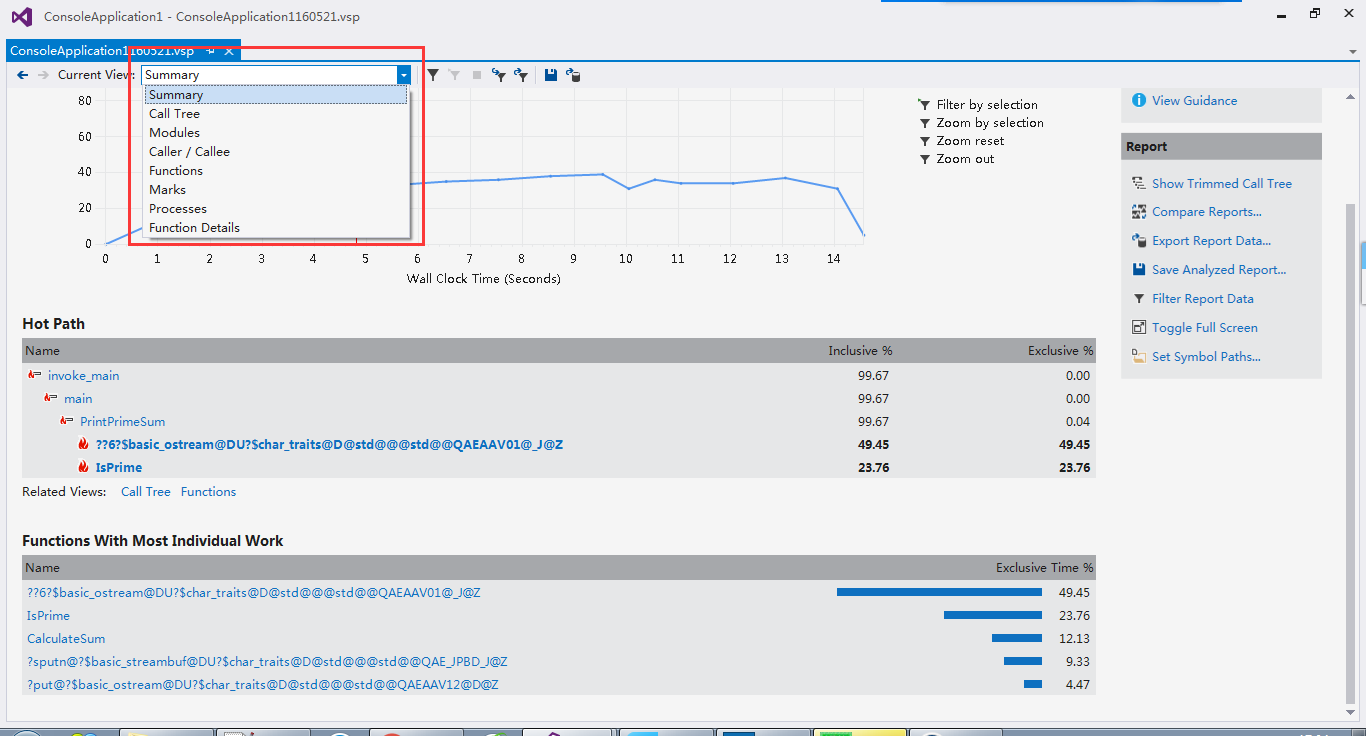 ConsoleApplication1 - ConsoleApplication1160521.vsp
ConsoleApplication1160521.vsp
Current View: Summary
Summary
Call Tree
Modules
Caller / Callee
Functions
Marks
Processes
Function Details
80
60
40
20
0
0 1 2 3 4 5 6 7 8 9 10 11 12 13 14
Wall Clock Time (Seconds)
Filter by selection
Zoom by selection
Zoom reset
Zoom out
View Guidance
Report
Show Trimmed Call Tree
Compare Reports...
Export Report Data...
Save Analyzed Report...
Filter Report Data
Toggle Full Screen
Set Symbol Paths...
Hot Path
Name Inclusive % Exclusive %
invoke_main 99.67 0.00
main 99.67 0.00
PrintPrimeSum 99.67 0.04
??6?$basic_ostream@DU?$char_traits@D@std@@@std@@QAEAAV01@_J@Z 49.45 49.45
IsPrime 23.76 23.76
Related Views: Call Tree Functions
Functions With Most Individual Work
Name Exclusive Time %
??6?$basic_ostream@DU?$char_traits@D@std@@@std@@QAEAAV01@_J@Z 49.45
IsPrime 23.76
CalculateSum 12.13
?sputn@?$basic_streambuf@DU?$char_traits@D@std@@@std@@QAE_JPBD_J@Z 9.33
?put@?$basic_ostream@DU?$char_traits@D@std@@@std@@QAEAAV12@D@Z 4.47